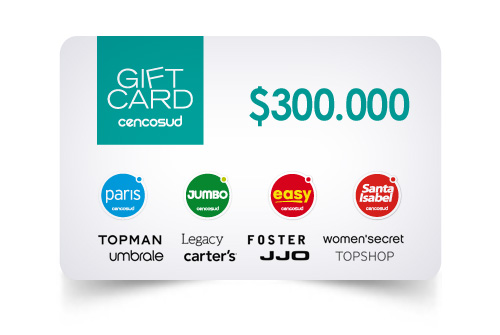 GIFT
CARD
cencosud
$300.000
paris
cencosud
JUMBO
cencosud
easy
cencosud
Santa
Isabel
cencosud
TOPMAN
umbrale
Legacy
carter's
FOSTER
JJO
women'secret
TOPSHOP